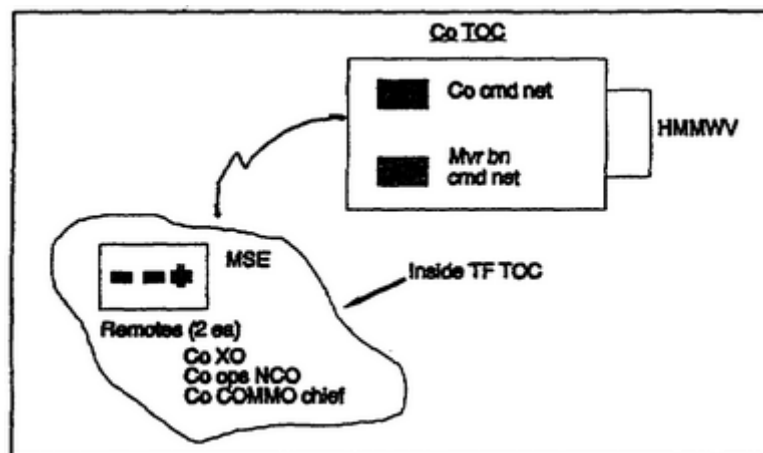 Co TOC
Co cmd net
HMMWV
Mvr bn
cmd net
MSE
Inside TF TOC
Remotes (2 ea)
Co XO
Co ops NCO
Co COMMO chief